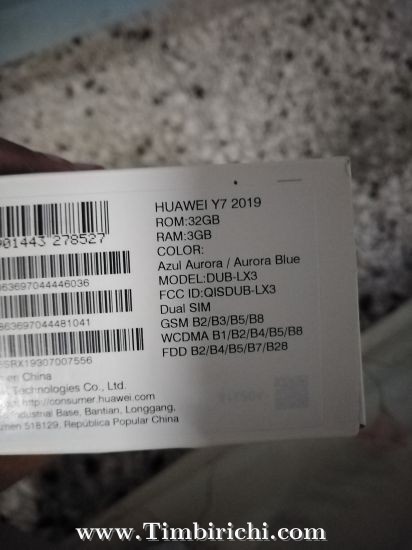 HUAWEI Y7 2019
ROM:32GB
RAM:3GB
COLOR:
Azul Aurora / Aurora Blue
MODEL:DUB-LX3
FCC ID:QISDUB-LX3
Dual SIM
GSM B2/B3/B5/B8
WCDMA B1/B2/B4/B5/B8
FDD B2/B4/B5/B7/B28
901443 278527
863697044446036
863697044481041
SRX19307007556
en China
Technologies Co., Ltd.
http://consumer.huawei.com
Industrial Base, Bantian, Longgang,
518129, República Popular China
www.Timbirichi.com